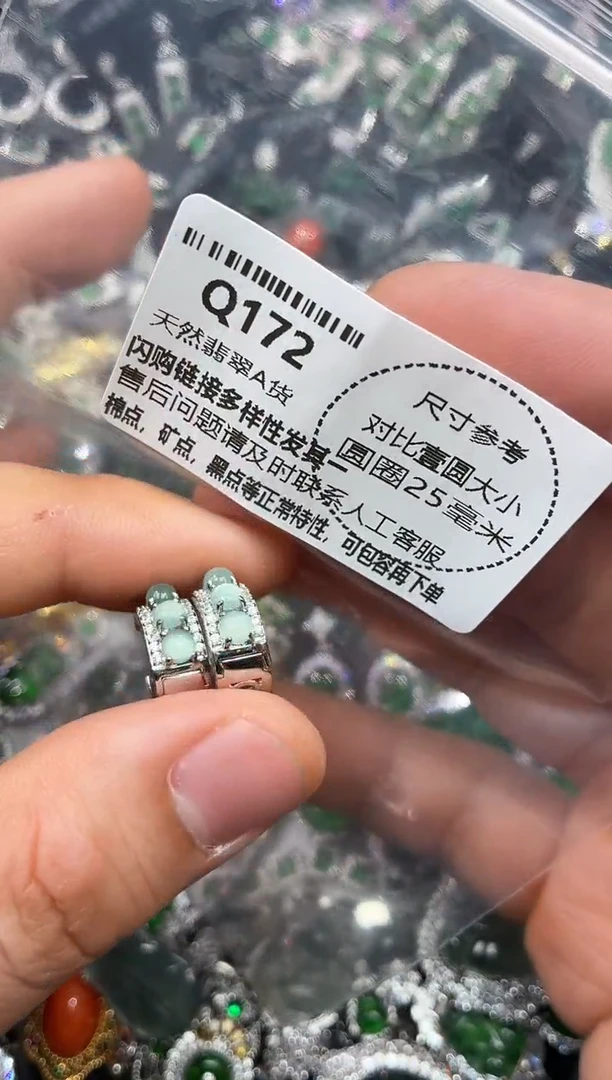 Q172
天然翡翠A货
闪购链接多样性发其一
售后问题请及时联系人工客服
棉点，矿点，黑点等正常特性，可包容再下单
尺寸参考
对比壹圆大小
圆圈25毫米